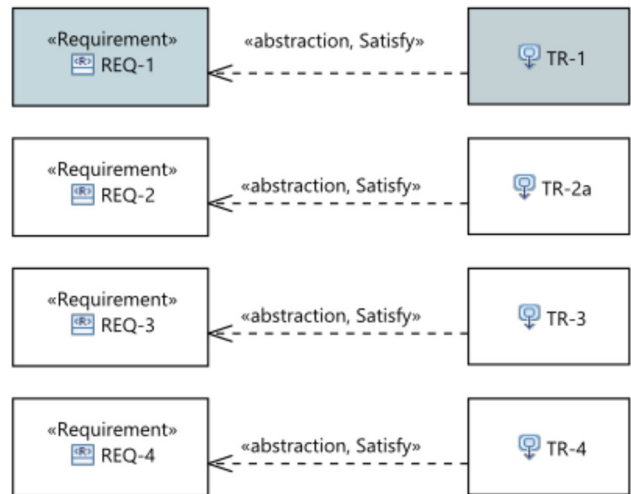 «Requirement»
REQ-1
«abstraction, Satisfy»
TR-1
«Requirement»
REQ-2
«abstraction, Satisfy»
TR-2a
«Requirement»
REQ-3
«abstraction, Satisfy»
TR-3
«Requirement»
REQ-4
«abstraction, Satisfy»
TR-4